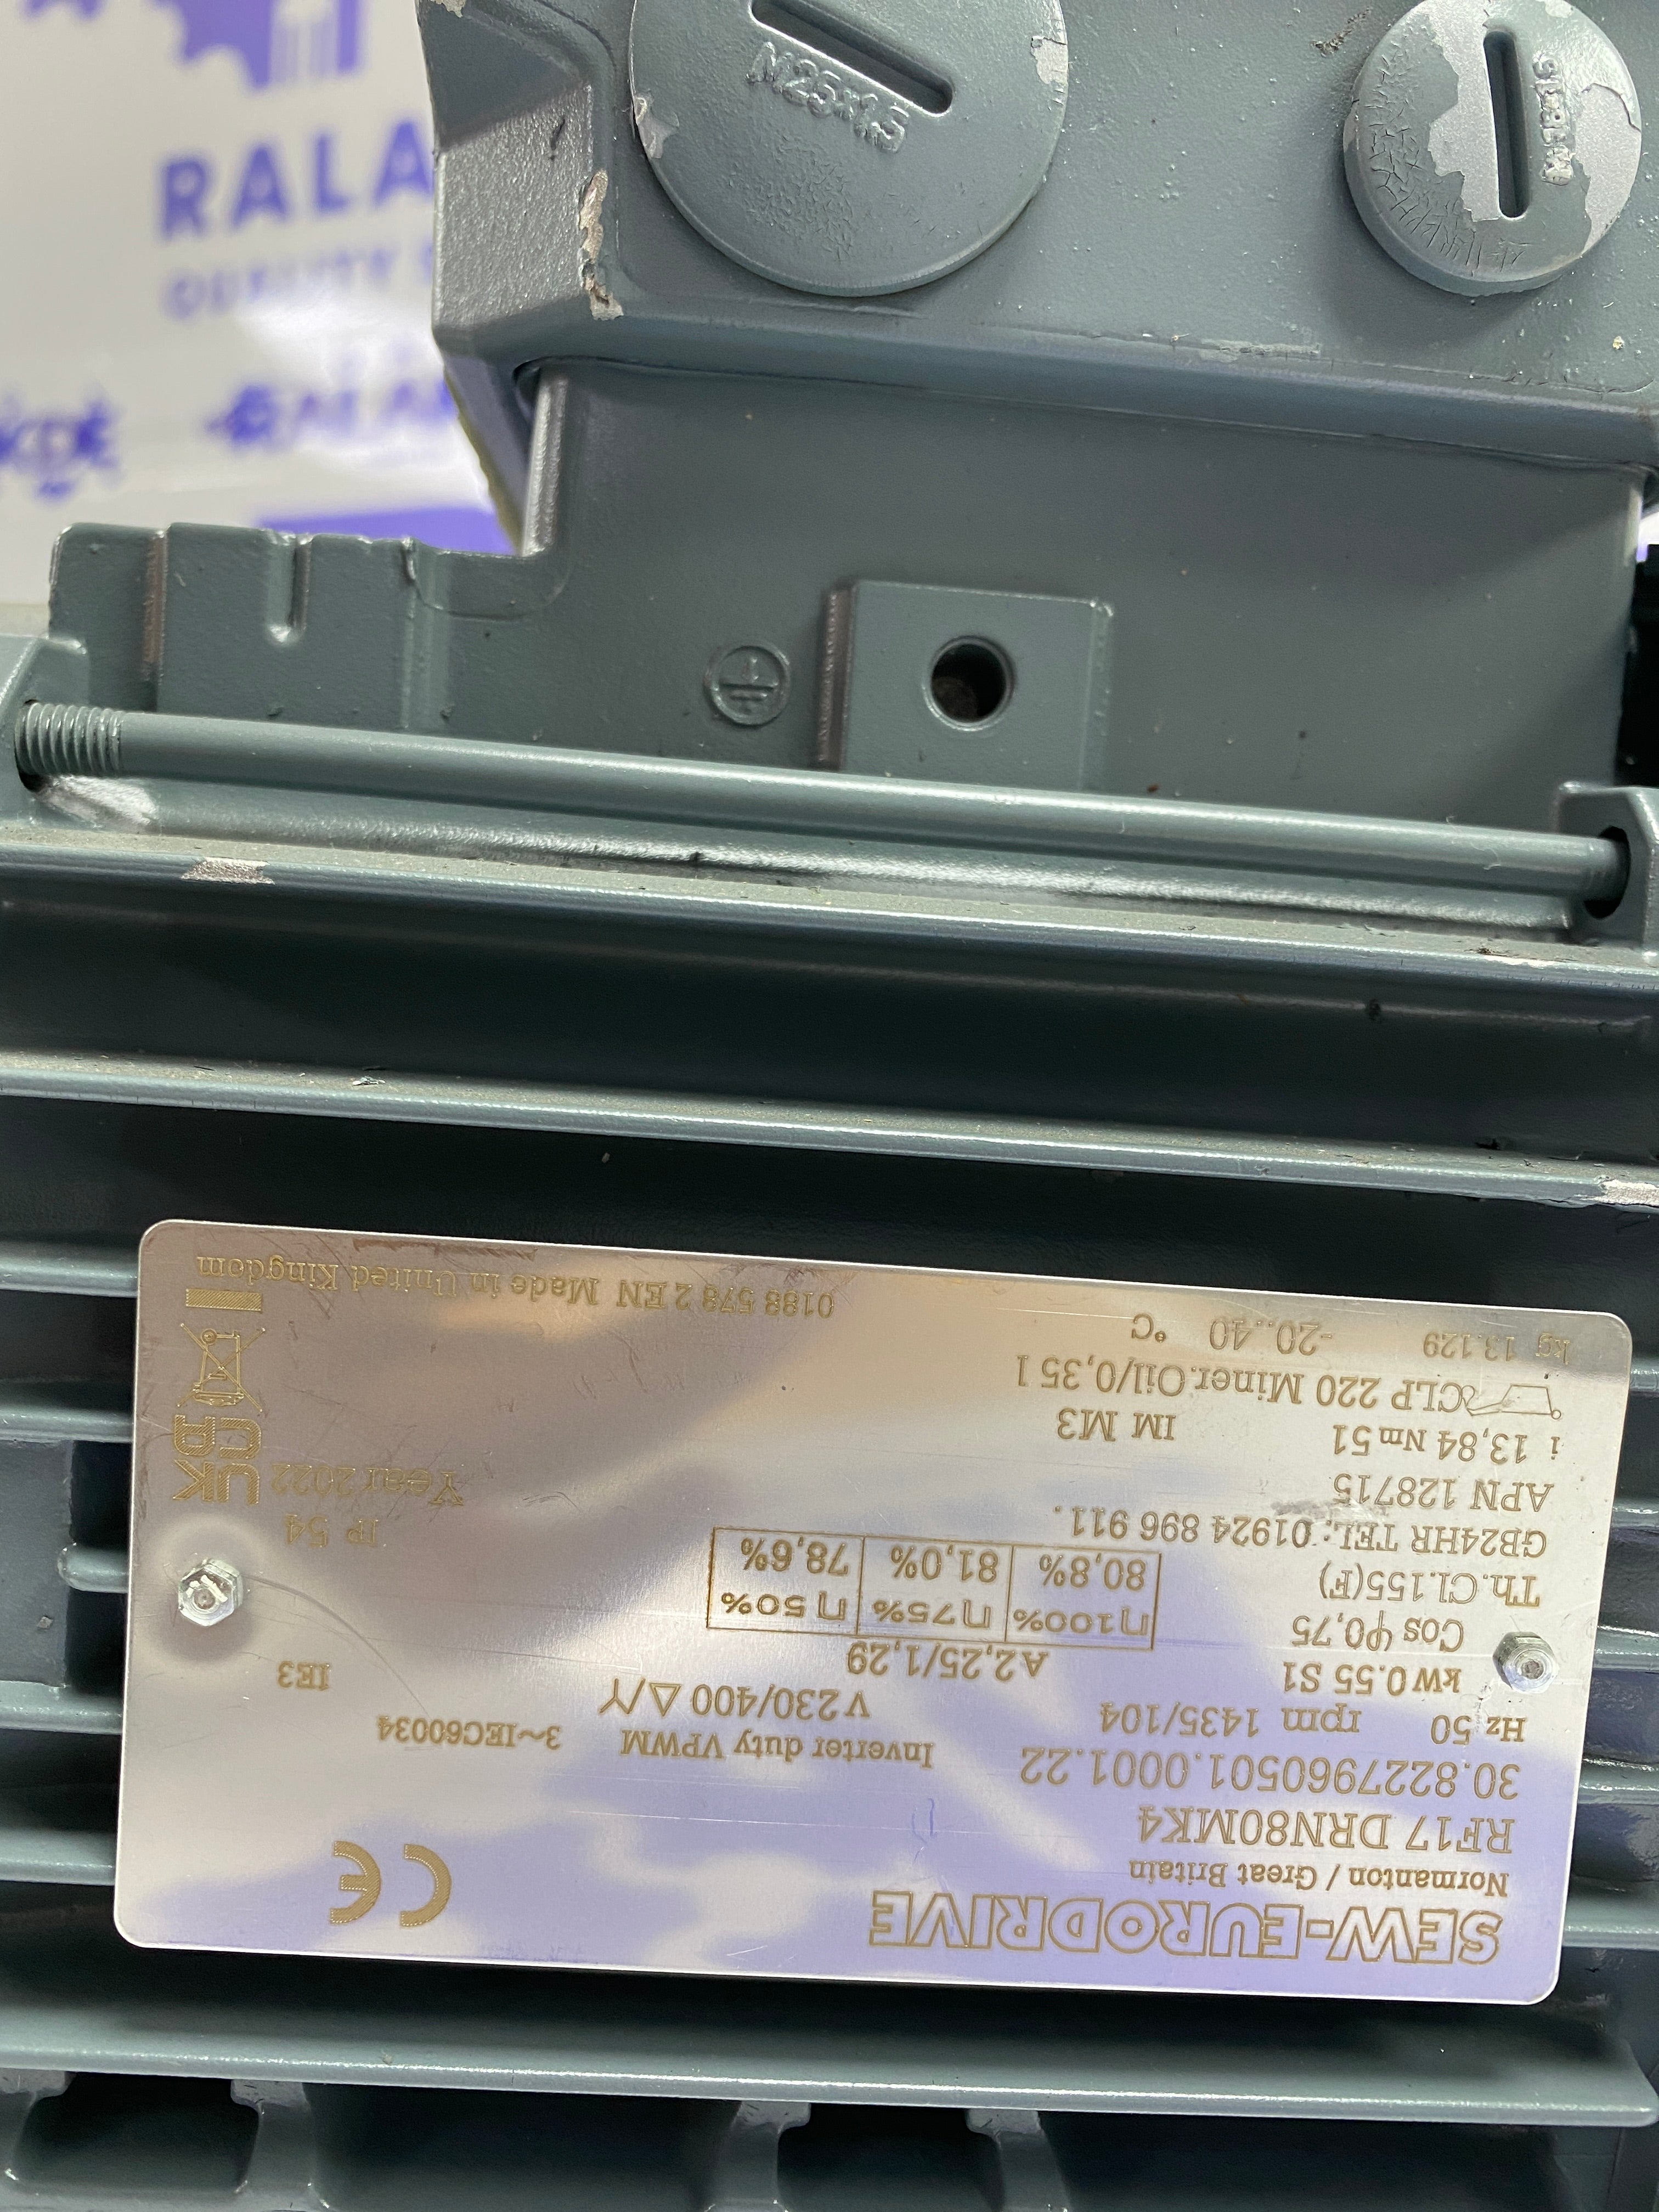 RALA
QUALITY
M25x1.5
SEW-EURODRIVE
Normanton / Great Britain
RF17 DRN80MK4
30.8227960501.0001.22
Inverter duty VPWM 3~IEC60034
Hz 50 rpm 1435/104 V 230/400 △/Y
kW 0.55 S1 A 2,25/1,29 IE3
Cos φ 0,75
η100% η75% η50%
80,8% 81,0% 78,6%
Th.Cl.155(F)
GB24HR TEL: 01924 896 911.
IP 54
APN 128715
Year 2022
i 13,84 Nm 51 IM M3
UK CA
CLP 220 Miner.Oil/0,35 l
kg 13.129 -20..40 °C
0188 578 2 EN Made in United Kingdom
CE